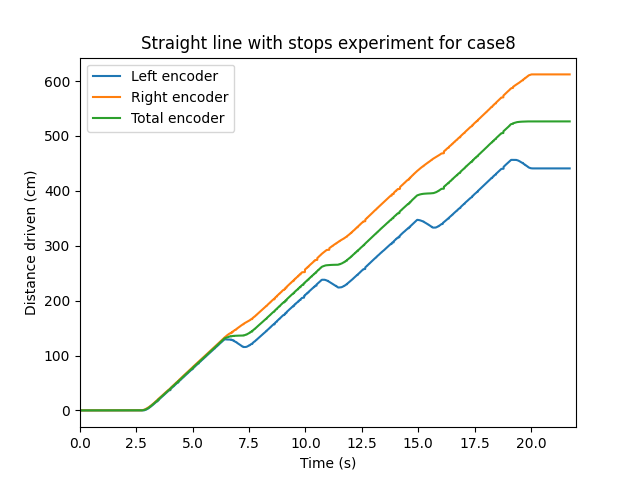 Straight line with stops experiment for case8
Left encoder
Right encoder
Total encoder
Distance driven (cm)
600
500
400
300
200
100
0
0.0 2.5 5.0 7.5 10.0 12.5 15.0 17.5 20.0
Time (s)